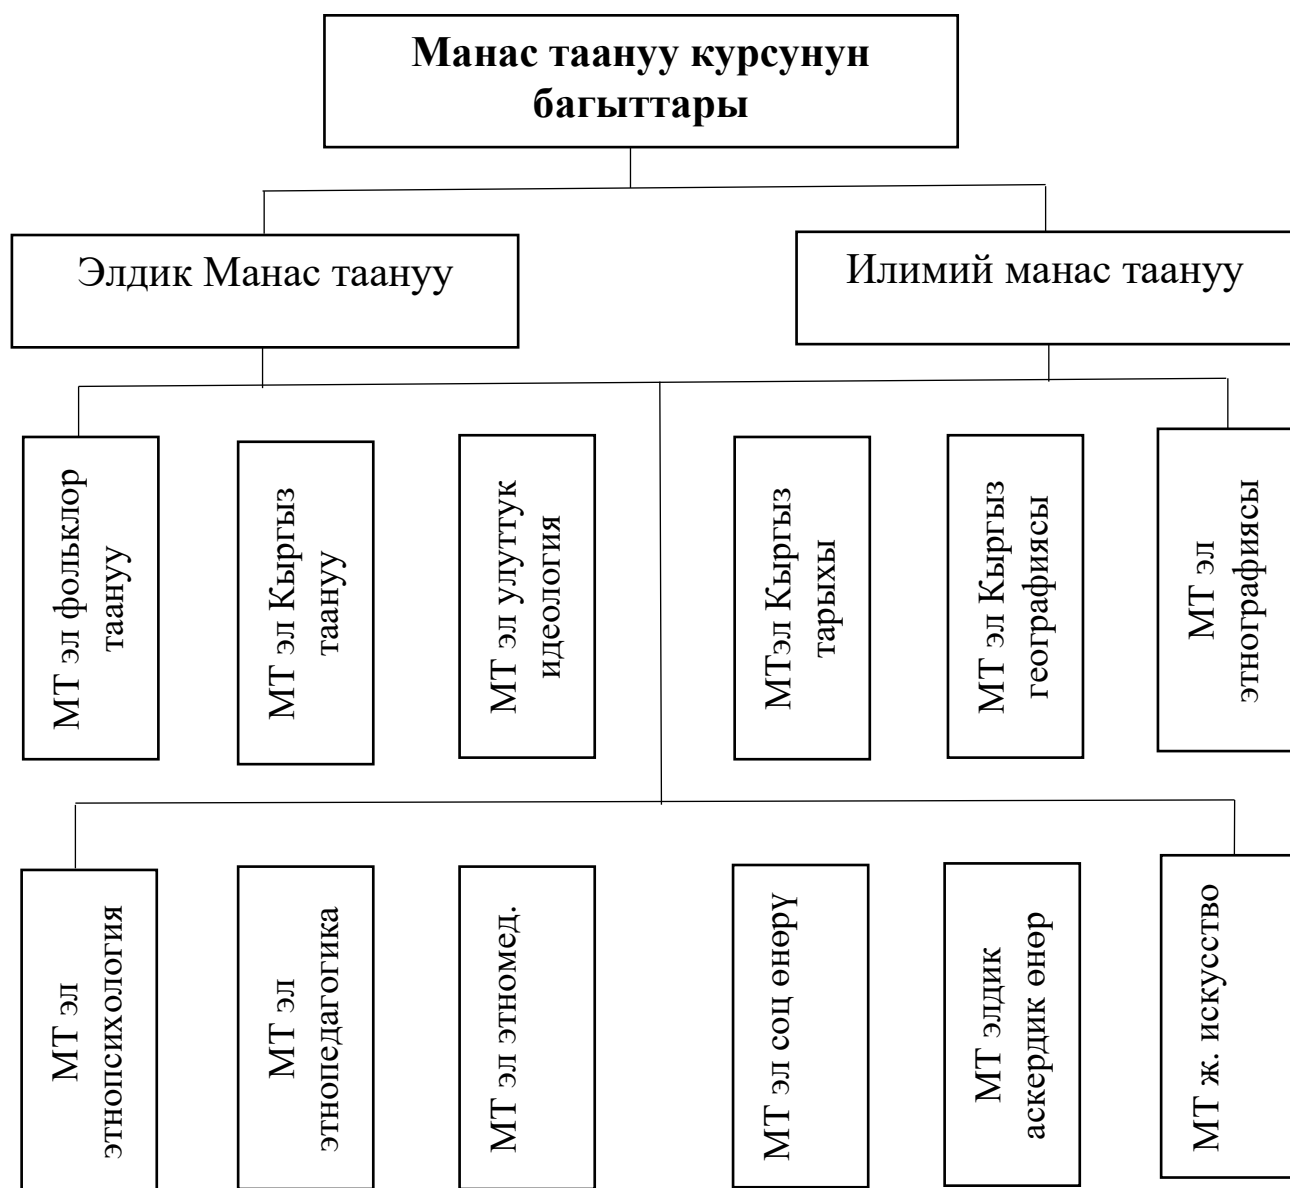 Манас таануу курсунун
багыттары
Элдик Манас таануу
Илимий манас таануу
МТ эл фольклор
таануу
МТ эл Кыргыз
таануу
МТ эл улуттук
идеология
МТэл Кыргыз
тарыхы
МТ эл Кыргыз
географиясы
МТ эл
этнографиясы
МТ эл
этнопсихология
МТ эл
этнопедагогика
МТ эл этномед.
МТ эл соц өнөрү
МТ элдик
аскердик өнөр
МТ ж. искусство